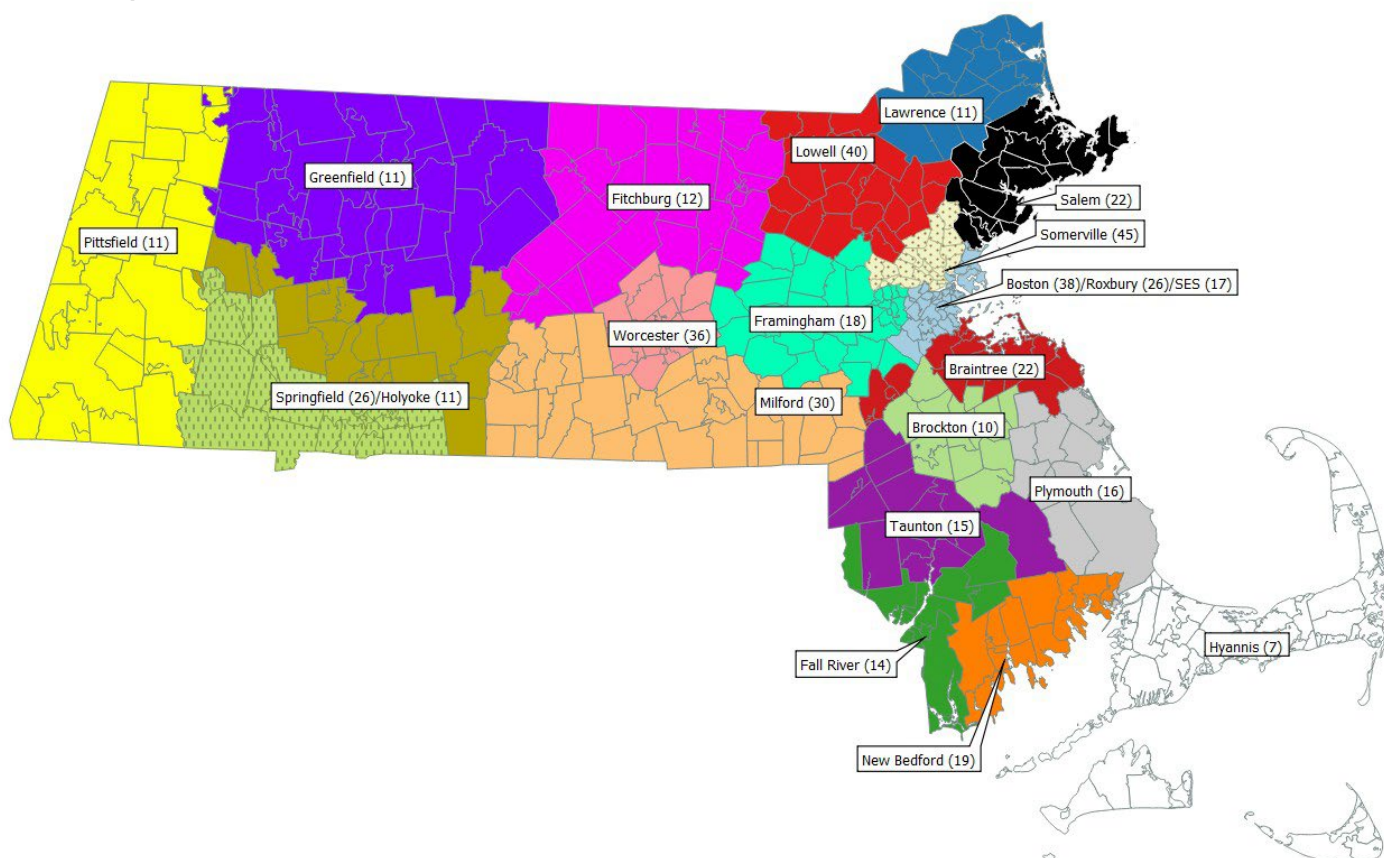 Lawrence (11)
Lowell (40)
Greenfield (11)
Fitchburg (12)
Salem (22)
Somerville (45)
Pittsfield (11)
Boston (38)/Roxbury (26)/SES (17)
Framingham (18)
Worcester (36)
Braintree (22)
Springfield (26)/Holyoke (11)
Milford (30)
Brockton (10)
Plymouth (16)
Taunton (15)
Hyannis (7)
Fall River (14)
New Bedford (19)